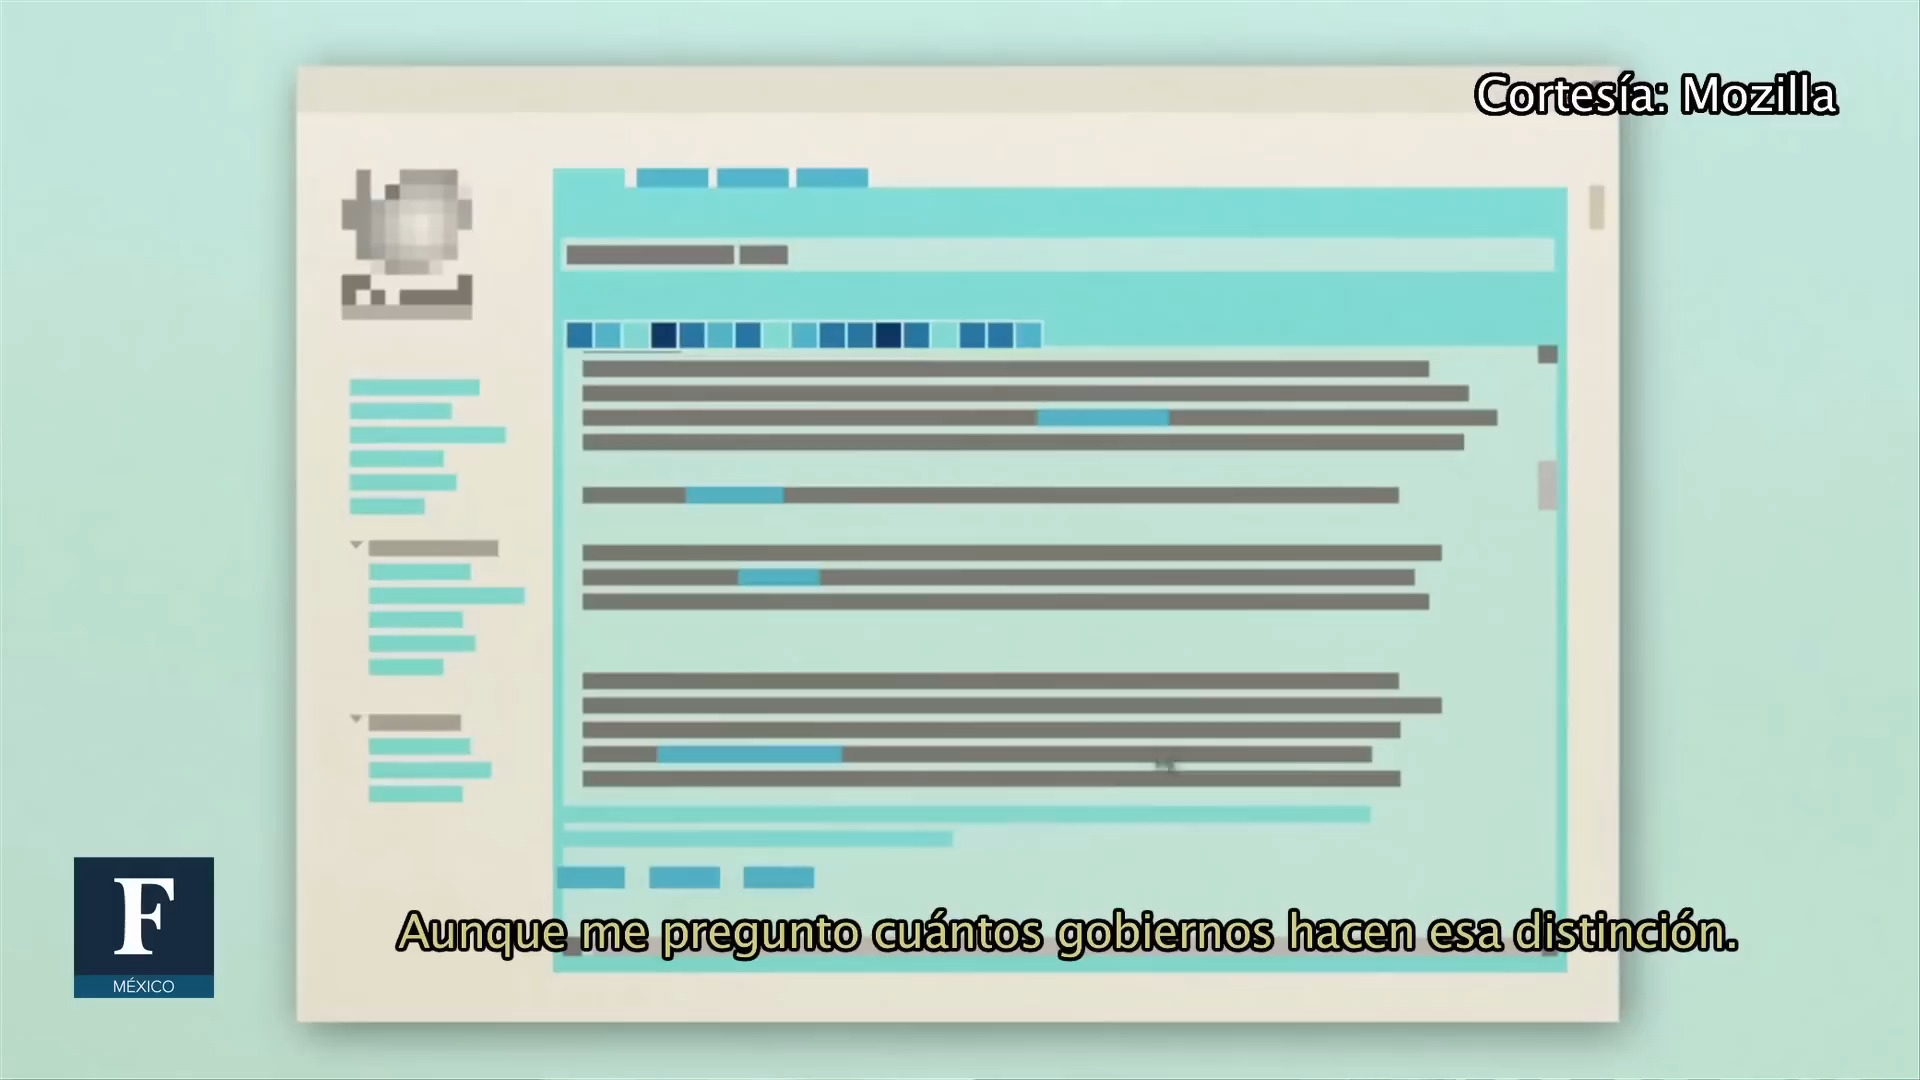 Cortesía: Mozilla
F
MÉXICO
Aunque me pregunto cuántos gobiernos hacen esa distinción.